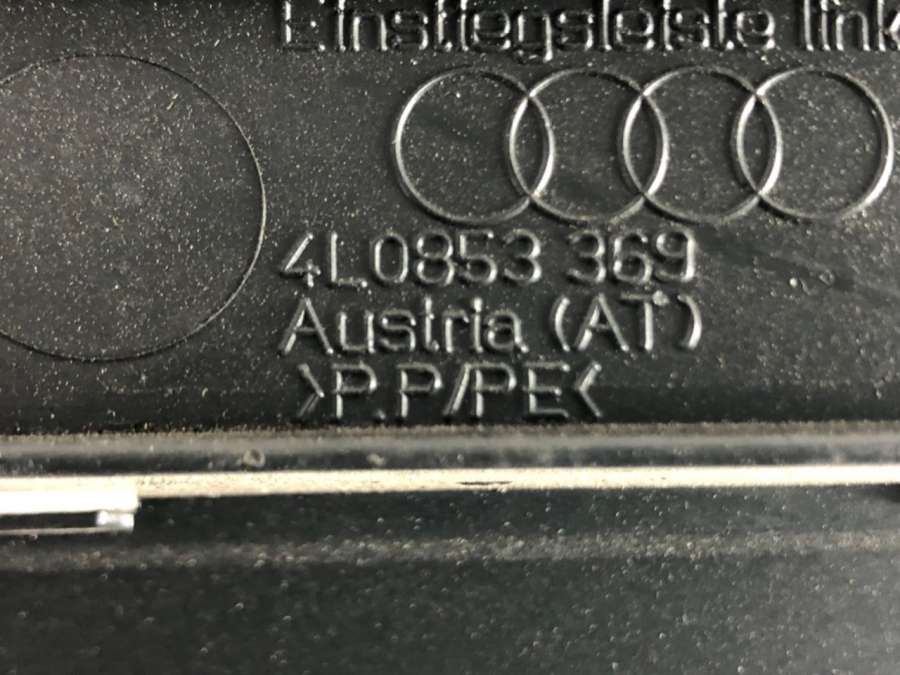 Einstiegsleiste link
4L0853 369
Austria (AT)
>P.P/PE<